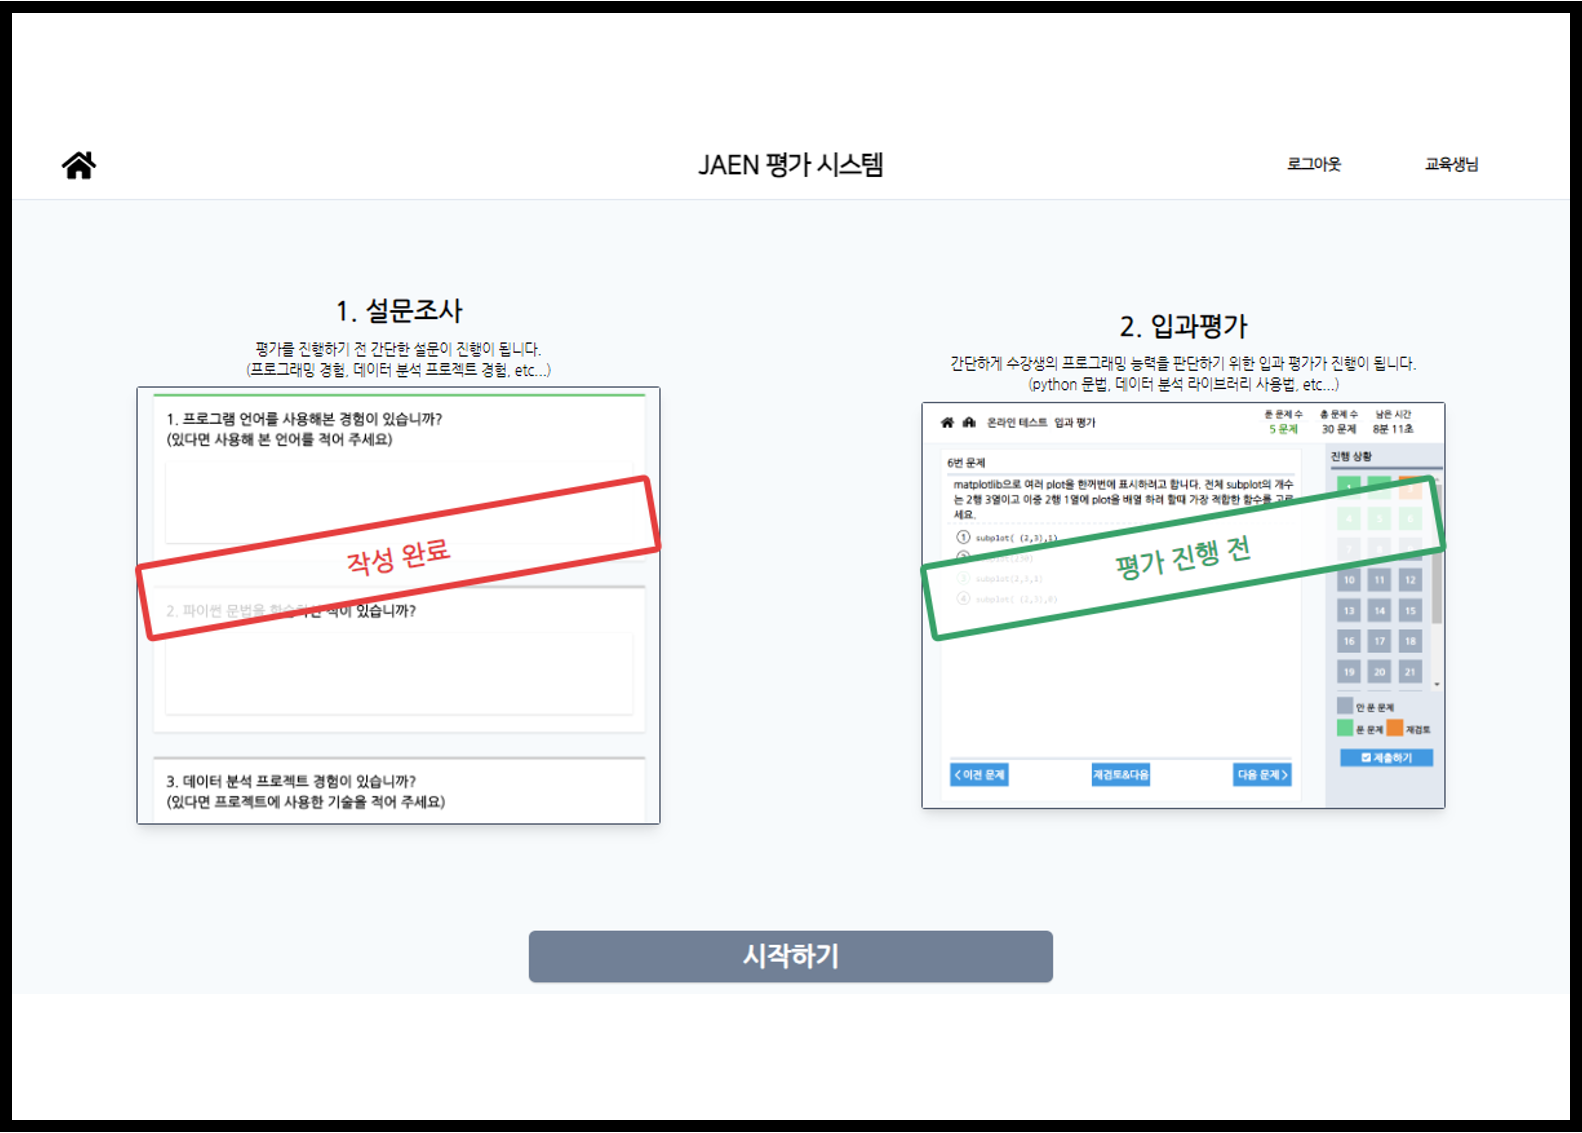 JAEN 평가 시스템
로그아웃
교육생님
1. 설문조사
평가를 진행하기 전 간단한 설문이 진행이 됩니다.
(프로그래밍 경험, 데이터 분석 프로젝트 경험, etc...)
1. 프로그램 언어를 사용해본 경험이 있습니까?
(있다면 사용해 본 언어를 적어 주세요)
작성 완료
2. 파이썬 문법을 학습하신 적이 있습니까?
3. 데이터 분석 프로젝트 경험이 있습니까?
(있다면 프로젝트에 사용한 기술을 적어 주세요)
2. 입과평가
간단하게 수강생의 프로그래밍 능력을 판단하기 위한 입과 평가가 진행이 됩니다.
(python 문법, 데이터 분석 라이브러리 사용법, etc...)
온라인 테스트 입과 평가
푼 문제 수
5 문제
총 문제 수
30 문제
남은 시간
8분 11초
6번 문제
matplotlib으로 여러 plot을 한꺼번에 표시하려고 합니다. 전체 subplot의 개수
는 2행 3열이고 이중 2행 1열에 plot을 배열 하려 할때 가장 적합한 함수를 고르
세요.
1 subplot( (2,3),1)
3 subplot(2,3,1)
4 subplot( (2,3),0)
평가 진행 전
< 이전 문제
재검토&다음
다음 문제 >
진행 상황
4 5 6
7 8
10 11 12
13 14 15
16 17 18
19 20 21
안 푼 문제
푼 문제
재검토
제출하기
시작하기